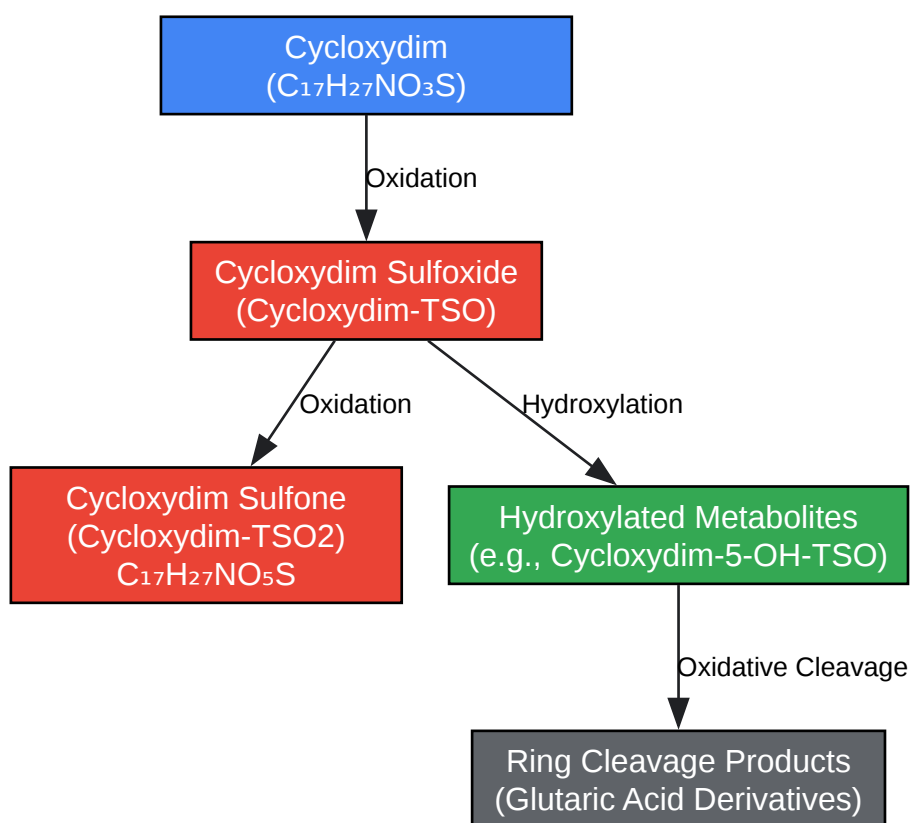 Cycloxydim
(C₁₇H₂₇NO₃S)
Oxidation
Cycloxydim Sulfoxide
(Cycloxydim-TSO)
Oxidation
Hydroxylation
Cycloxydim Sulfone
(Cycloxydim-TSO2)
C₁₇H₂₇NO₅S
Hydroxylated Metabolites
(e.g., Cycloxydim-5-OH-TSO)
Oxidative Cleavage
Ring Cleavage Products
(Glutaric Acid Derivatives)